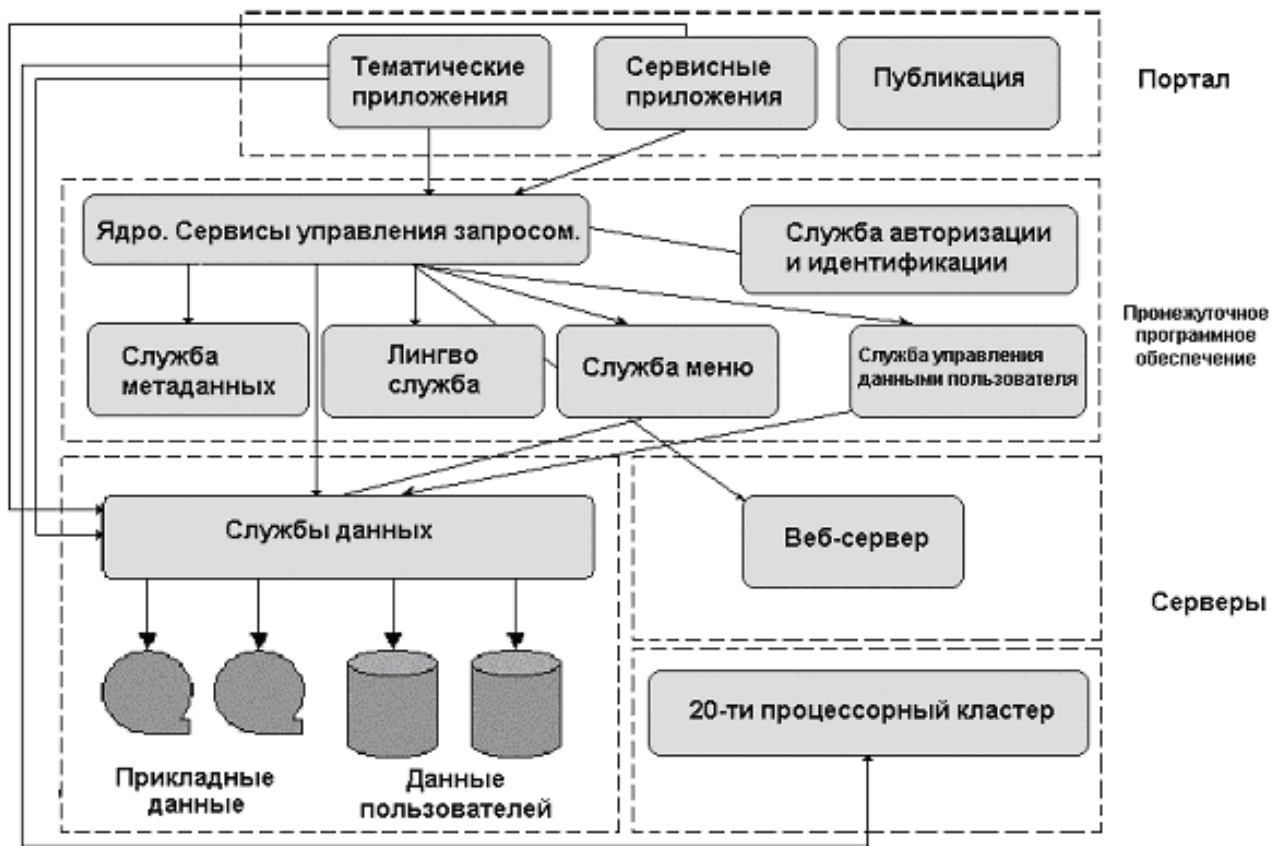 Тематические
приложения
Сервисные
приложения
Публикация
Портал
Ядро. Сервисы управления запросом.
Служба авторизации
и идентификации
Служба
метаданных
Лингво
служба
Служба меню
Служба управления
данными пользователя
Пронежуточное
програмнное
обеспечение
Службы данных
Веб-сервер
Серверы
20-ти процессорный кластер
Прикладные
данные
Данные
пользователей